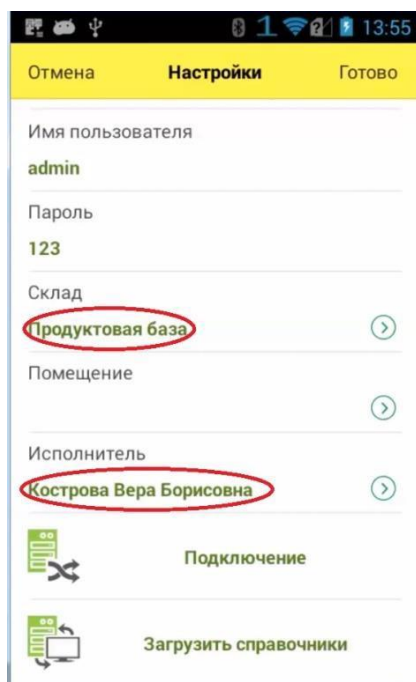 1 13:55
Отмена Настройки Готово
Имя пользователя
admin
Пароль
123
Склад
Продуктовая база
Помещение
Исполнитель
Кострова Вера Борисовна
Подключение
Загрузить справочники